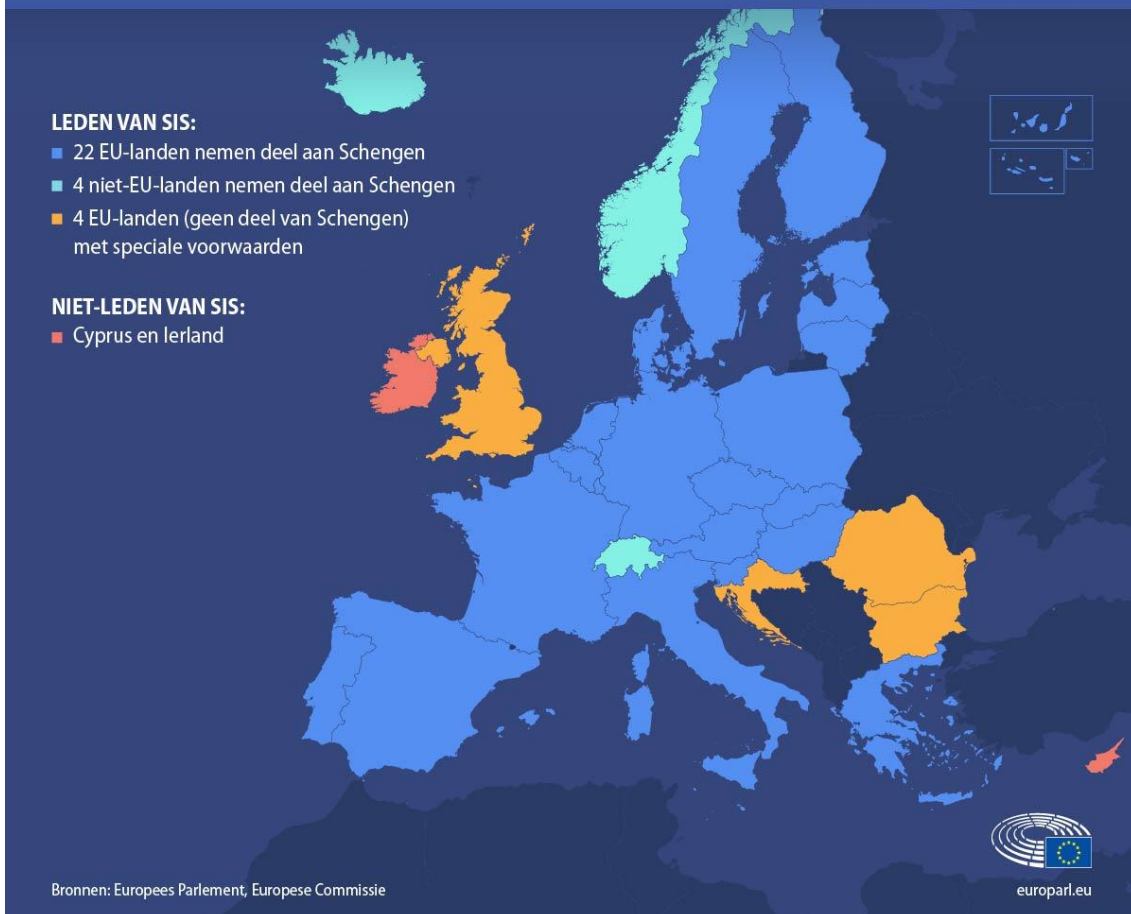 LEDEN VAN SIS:
22 EU-landen nemen deel aan Schengen
4 niet-EU-landen nemen deel aan Schengen
4 EU-landen (geen deel van Schengen)
met speciale voorwaarden
NIET-LEDEN VAN SIS:
Cyprus en Ierland
Bronnen: Europees Parlement, Europese Commissie
europarl.eu